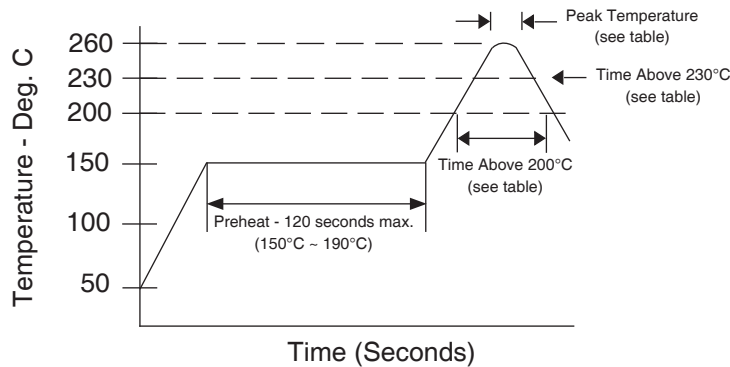 Peak Temperature
(see table)
260
230
Time Above 230°C
(see table)
200
150
Time Above 200°C
(see table)
Preheat - 120 seconds max.
(150°C ~ 190°C)
100
50
Temperature - Deg. C
Time (Seconds)